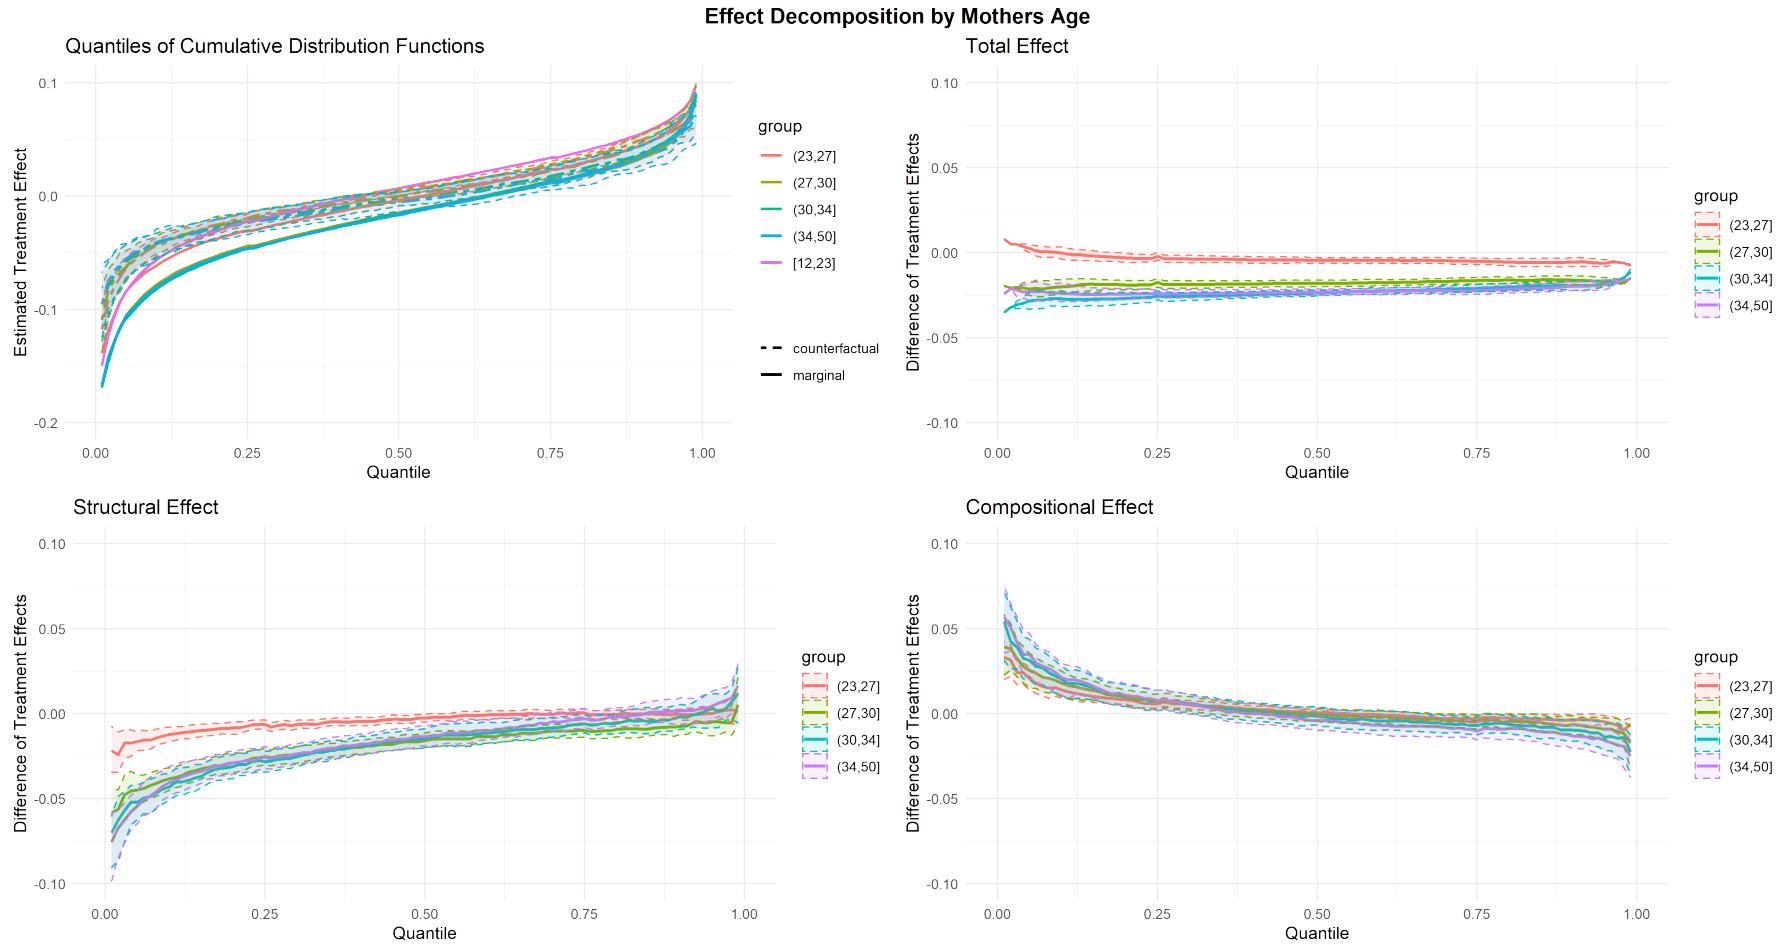 Effect Decomposition by Mothers Age
Quantiles of Cumulative Distribution Functions
Estimated Treatment Effect
0.1
0.0
-0.1
-0.2
0.00 0.25 0.50 0.75 1.00
Quantile
group
(23,27]
(27,30]
(30,34]
(34,50]
[12,23]
counterfactual
marginal
Total Effect
Difference of Treatment Effects
0.10
0.05
0.00
-0.05
-0.10
0.00 0.25 0.50 0.75 1.00
Quantile
group
(23,27]
(27,30]
(30,34]
(34,50]
Structural Effect
Difference of Treatment Effects
0.10
0.05
0.00
-0.05
-0.10
0.00 0.25 0.50 0.75 1.00
Quantile
group
(23,27]
(27,30]
(30,34]
(34,50]
Compositional Effect
Difference of Treatment Effects
0.10
0.05
0.00
-0.05
-0.10
0.00 0.25 0.50 0.75 1.00
Quantile
group
(23,27]
(27,30]
(30,34]
(34,50]